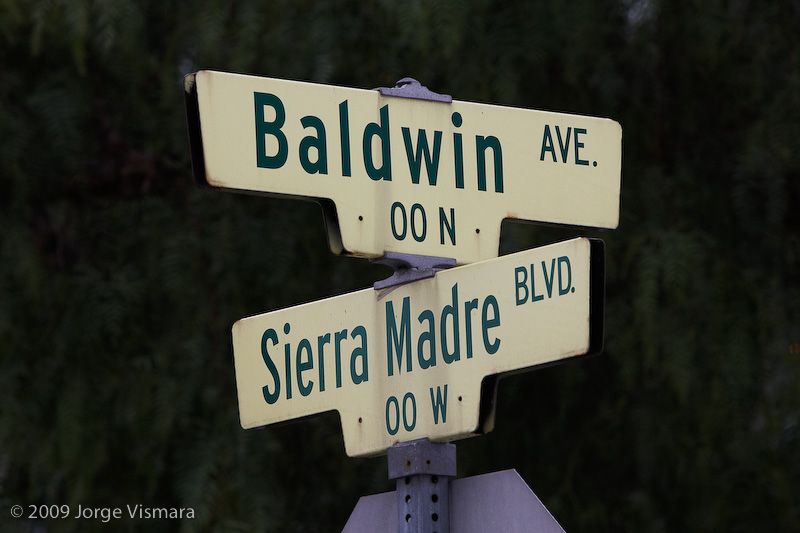 Baldwin AVE.
00 N
Sierra Madre BLVD.
00 W
© 2009 Jorge Vismara